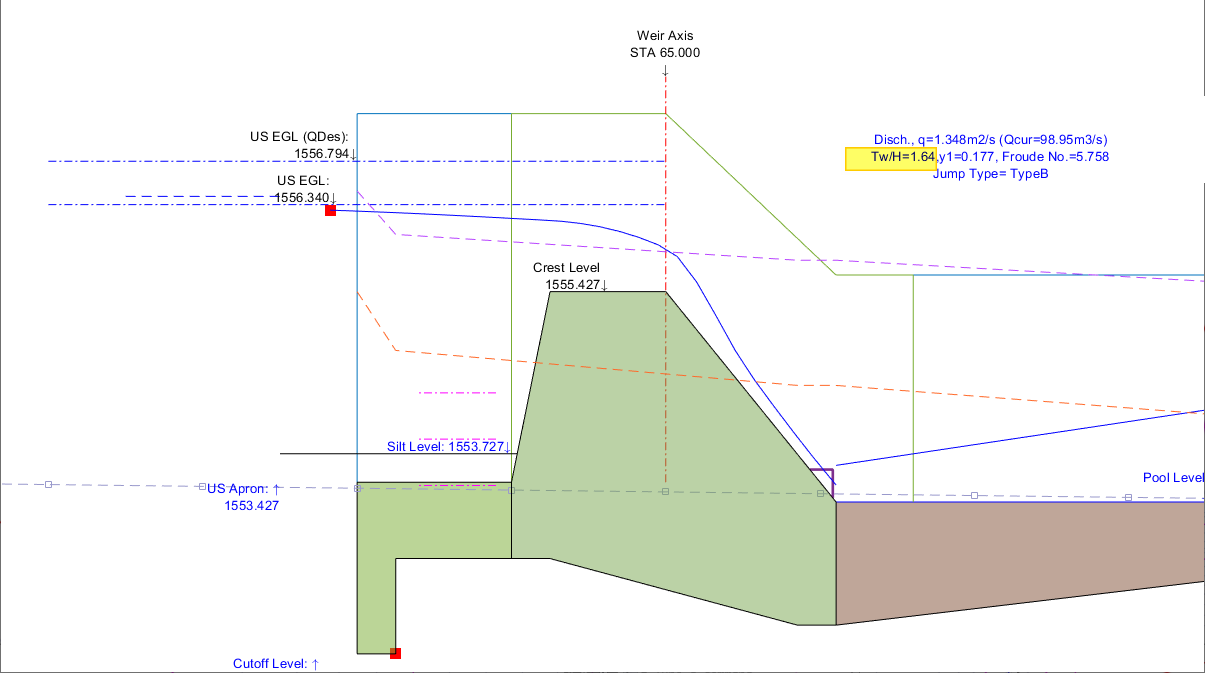 Weir Axis
STA 65.000
US EGL (QDes):
1556.794↓
US EGL:
1556.340↓
Disch., q=1.348m2/s (Qcur=98.95m3/s)
Tw/H=1.64,y1=0.177, Froude No.=5.758
Jump Type= TypeB
Crest Level
1555.427↓
Silt Level: 1553.727↓
US Apron: ↑
1553.427
Pool Level
Cutoff Level: ↑